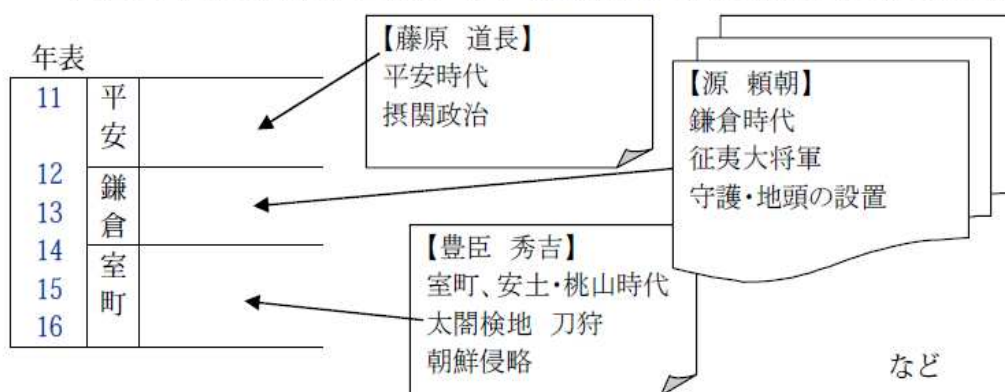 年表
11
12
13
14
15
16
平安
鎌倉
室町
【藤原 道長】
平安時代
摂関政治
【源 頼朝】
鎌倉時代
征夷大将軍
守護・地頭の設置
【豊臣 秀吉】
室町、安土・桃山時代
太閤検地 刀狩
朝鮮侵略
など